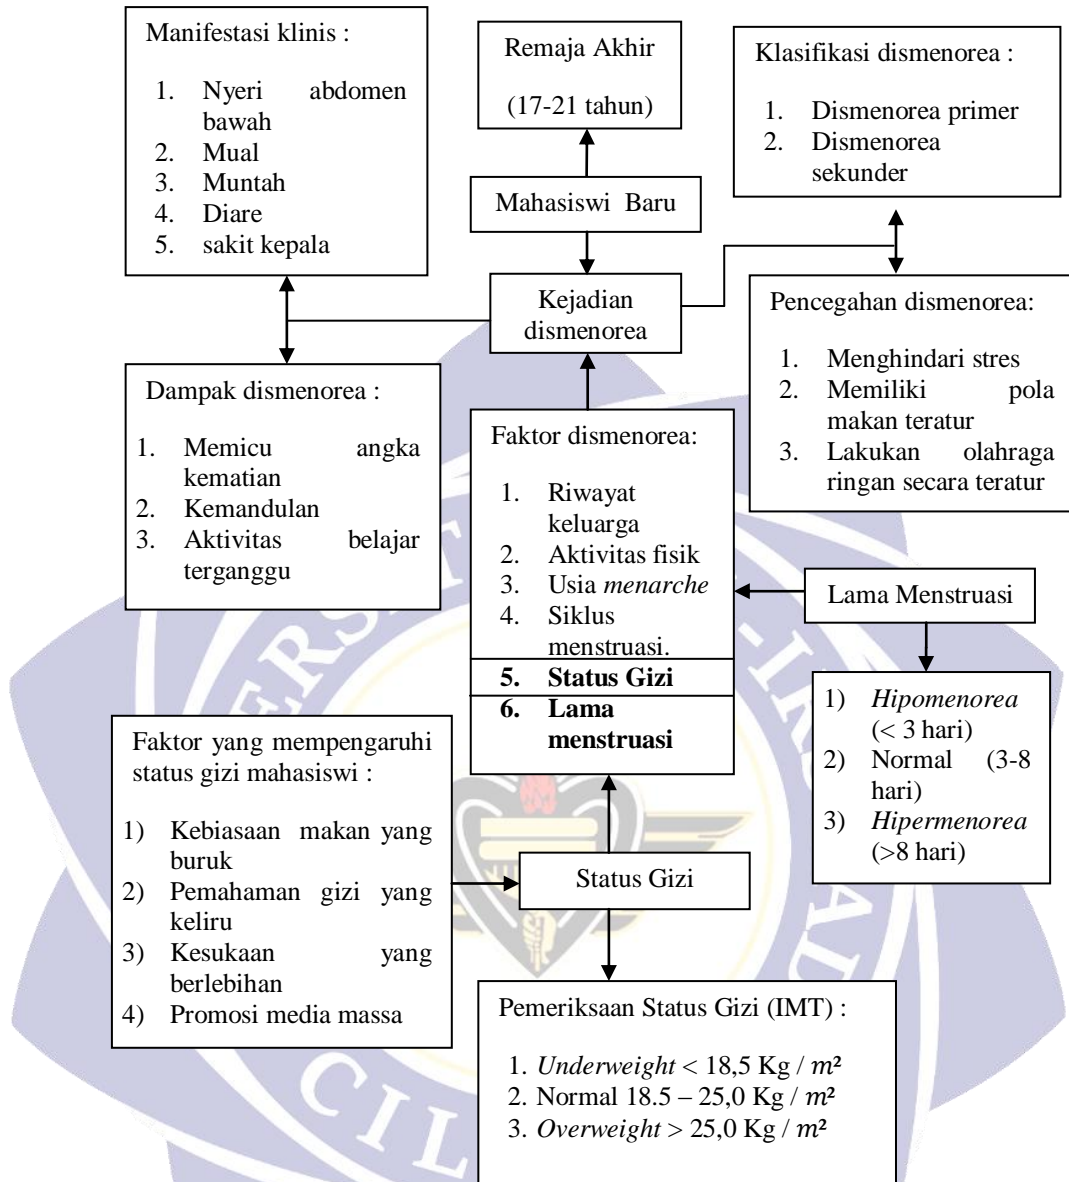 Manifestasi klinis :
1. Nyeri abdomen
bawah
2. Mual
3. Muntah
4. Diare
5. sakit kepala
Remaja Akhir
(17-21 tahun)
Klasifikasi dismenorea :
1. Dismenorea primer
2. Dismenorea
sekunder
Mahasiswi Baru
Kejadian
dismenorea
Pencegahan dismenorea:
1. Menghindari stres
2. Memiliki pola
makan teratur
3. Lakukan olahraga
ringan secara teratur
Dampak dismenorea :
1. Memicu angka
kematian
2. Kemandulan
3. Aktivitas belajar
terganggu
Faktor dismenorea:
1. Riwayat
keluarga
2. Aktivitas fisik
3. Usia menarche
4. Siklus
menstruasi.
5. Status Gizi
6. Lama
menstruasi
Lama Menstruasi
1) Hipomenorea
(< 3 hari)
2) Normal (3-8
hari)
3) Hipermenorea
(>8 hari)
Faktor yang mempengaruhi
status gizi mahasiswi :
1) Kebiasaan makan yang
buruk
2) Pemahaman gizi yang
keliru
3) Kesukaan yang
berlebihan
4) Promosi media massa
Status Gizi
Pemeriksaan Status Gizi (IMT) :
1. Underweight < 18,5 Kg / m²
2. Normal 18.5 – 25,0 Kg / m²
3. Overweight > 25,0 Kg / m²